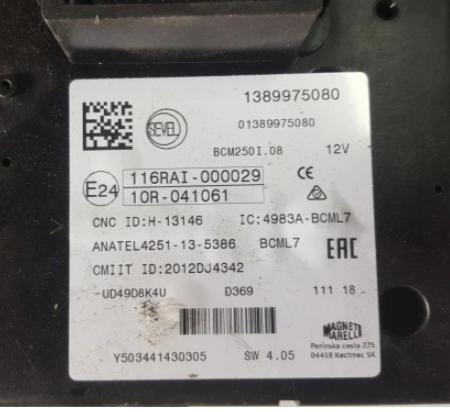 1389975080
SEVEL
01389975080
BCM250I.08 12V
E24 116RAI-000029 CE
10R-041061
CNC ID:H-13146 IC:4983A-BCML7
ANATEL4251-13-5386 BCML7 EAC
CMIIT ID:2012DJ4342
UD49D8K4U D369 111 18
MAGNETI
MARELLI
Perinska cesta 275
04458 Kechnec SK
Y503441430305 SW 4.05